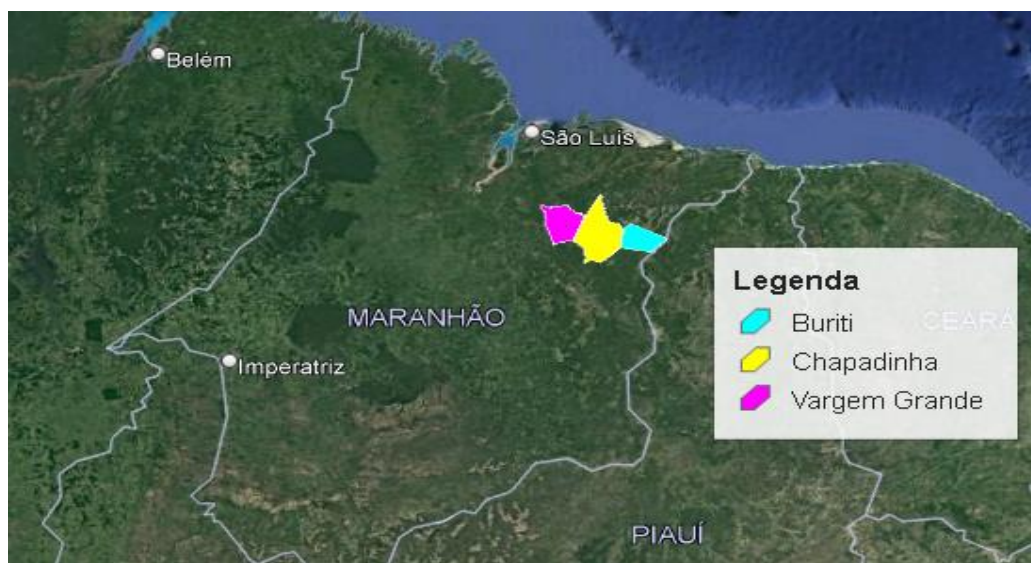 Belém
São Luís
MARANHÃO
Imperatriz
PIAUÍ
CEARÁ
Legenda
Buriti
Chapadinha
Vargem Grande